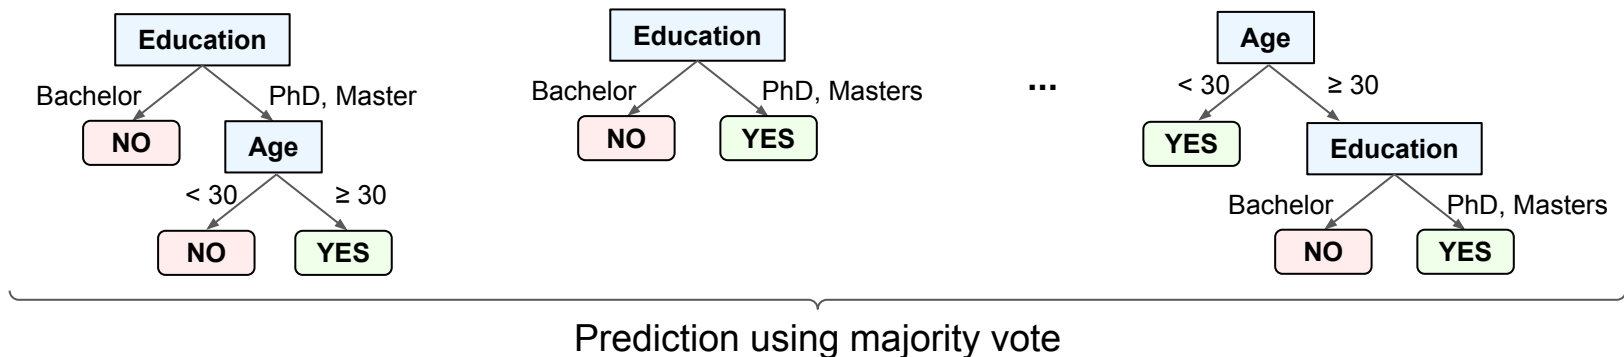 Education
Bachelor
PhD, Master
NO
Age
< 30
≥ 30
NO
YES
Education
Bachelor
PhD, Masters
NO
YES
...
Age
< 30
≥ 30
YES
Education
Bachelor
PhD, Masters
NO
YES
Prediction using majority vote